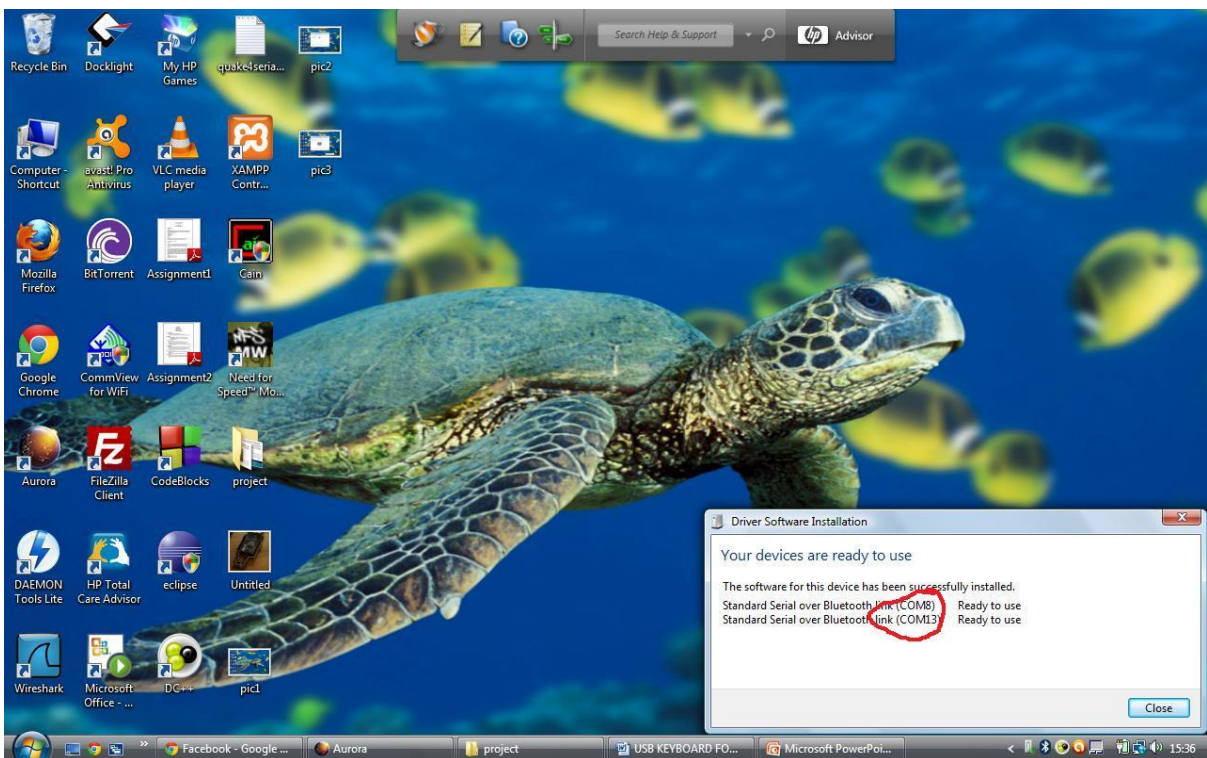 Search Help & Support
hp Advisor
Recycle Bin
Docklight
My HP
Games
quake4seria...
pic2
Computer -
Shortcut
avast! Pro
Antivirus
VLC media
player
XAMPP
Contr...
pic3
Mozilla
Firefox
BitTorrent
Assignment1
Cain
Google
Chrome
CommView
for WiFi
Assignment2
NFS
MW
Need for
Speed™ Mo...
Aurora
FileZilla
Client
CodeBlocks
project
DAEMON
Tools Lite
HP Total
Care Advisor
eclipse
Untitled
Wireshark
Microsoft
Office - ...
DC++
pic1
Driver Software Installation
Your devices are ready to use
The software for this device has been successfully installed.
Standard Serial over Bluetooth link (COM8) Ready to use
Standard Serial over Bluetooth link (COM13) Ready to use
Close
Facebook - Google ...
Aurora
project
USB KEYBOARD FO...
Microsoft PowerPoi...
15:36